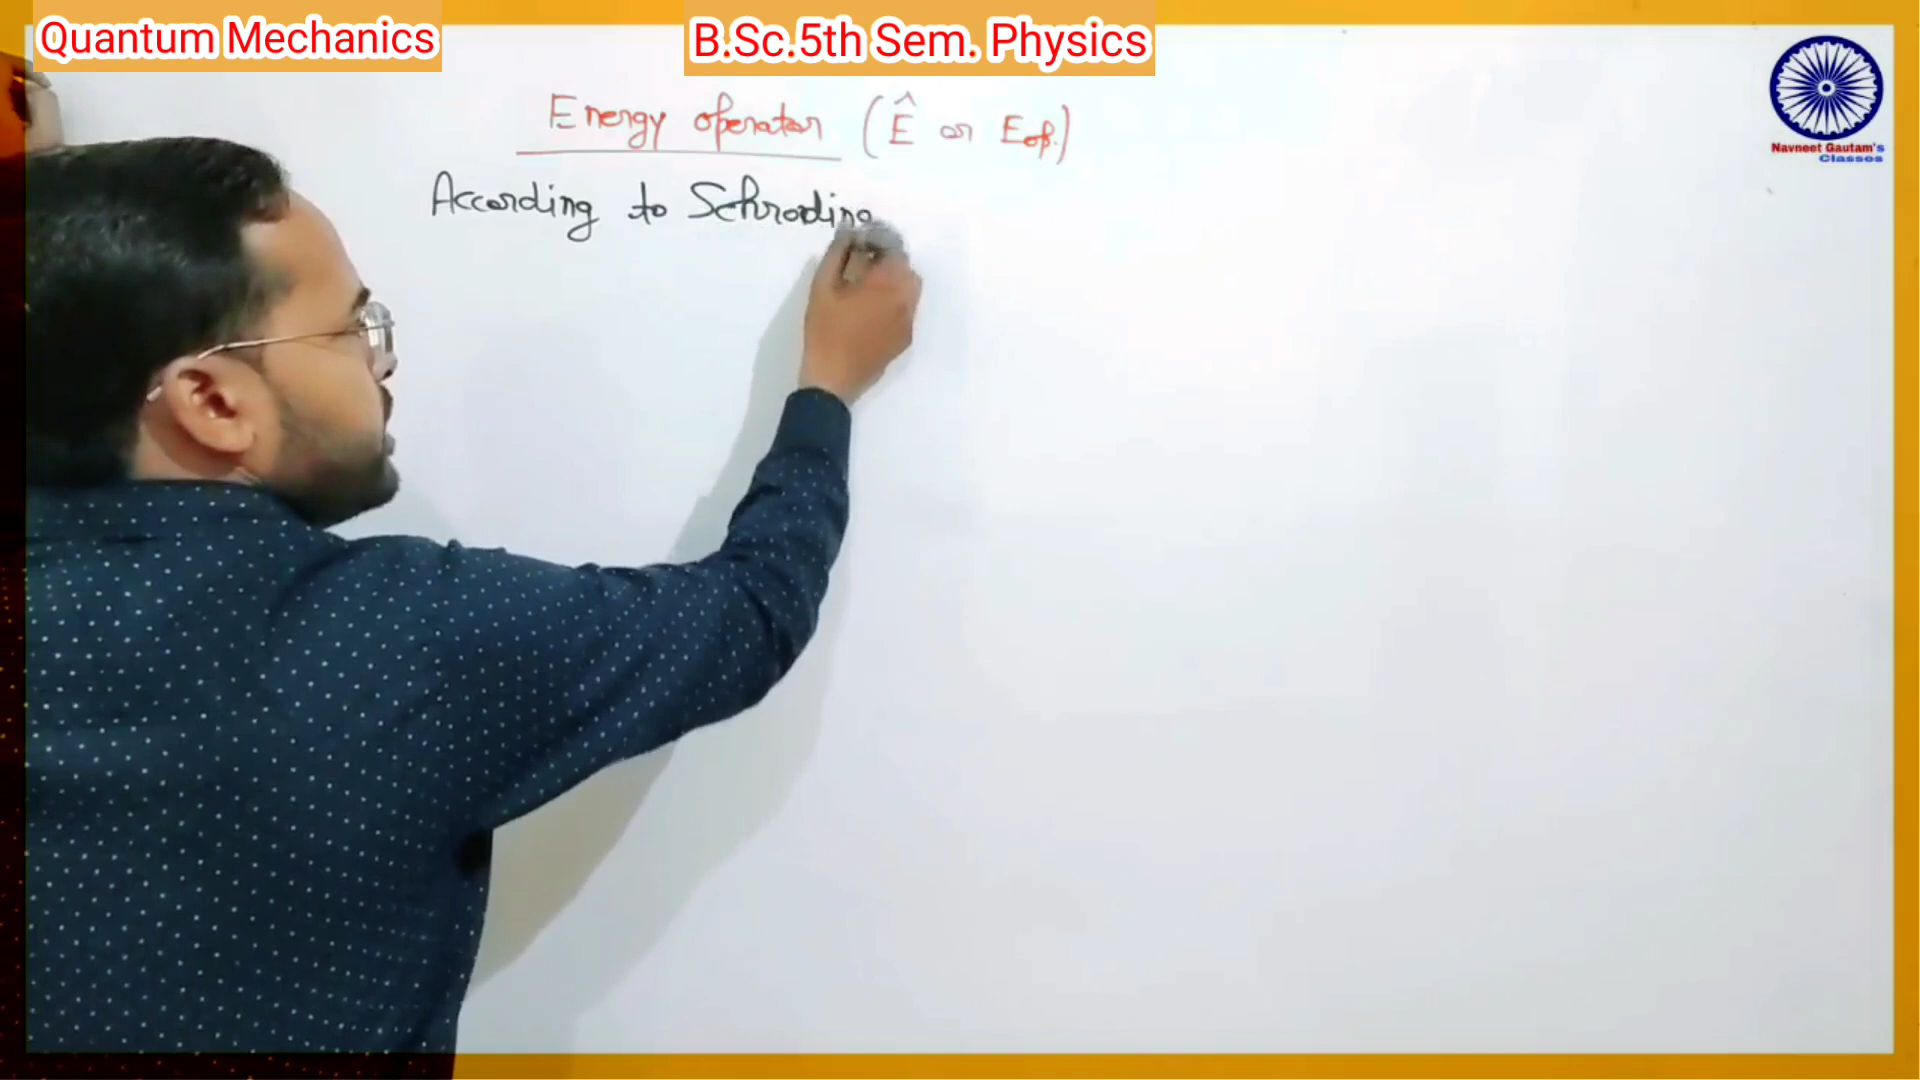 Quantum Mechanics
B.Sc.5th Sem. Physics
Energy operator (Ê or Eop.)
According to Schroding
Navneet Gautam's
Classes